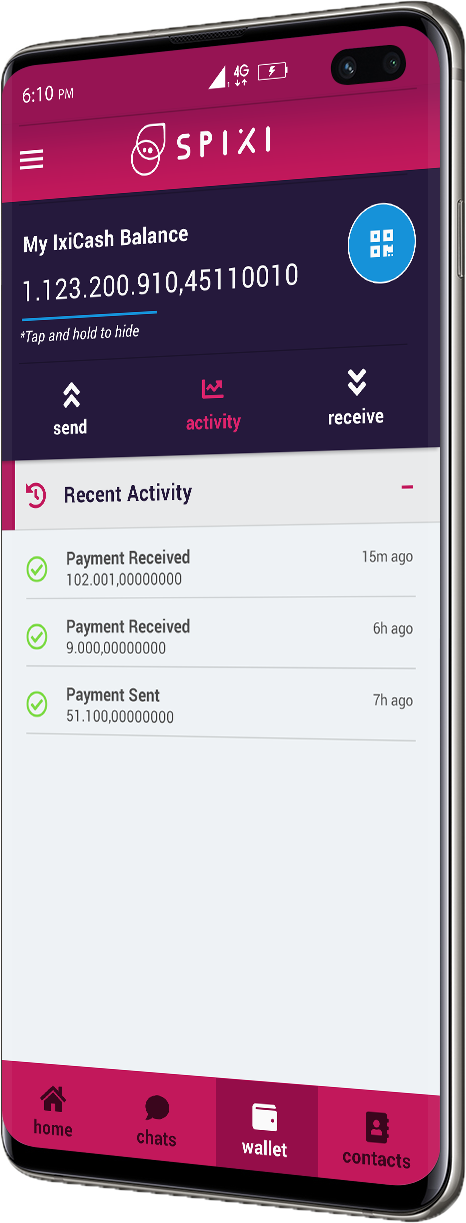 6:10 PM
4G
SPIXI
My IxiCash Balance
1.123.200.910,45110010
*Tap and hold to hide
send
activity
receive
Recent Activity
Payment Received
15m ago
102.001,00000000
Payment Received
6h ago
9.000,00000000
Payment Sent
7h ago
51.100,00000000
home
chats
wallet
contacts